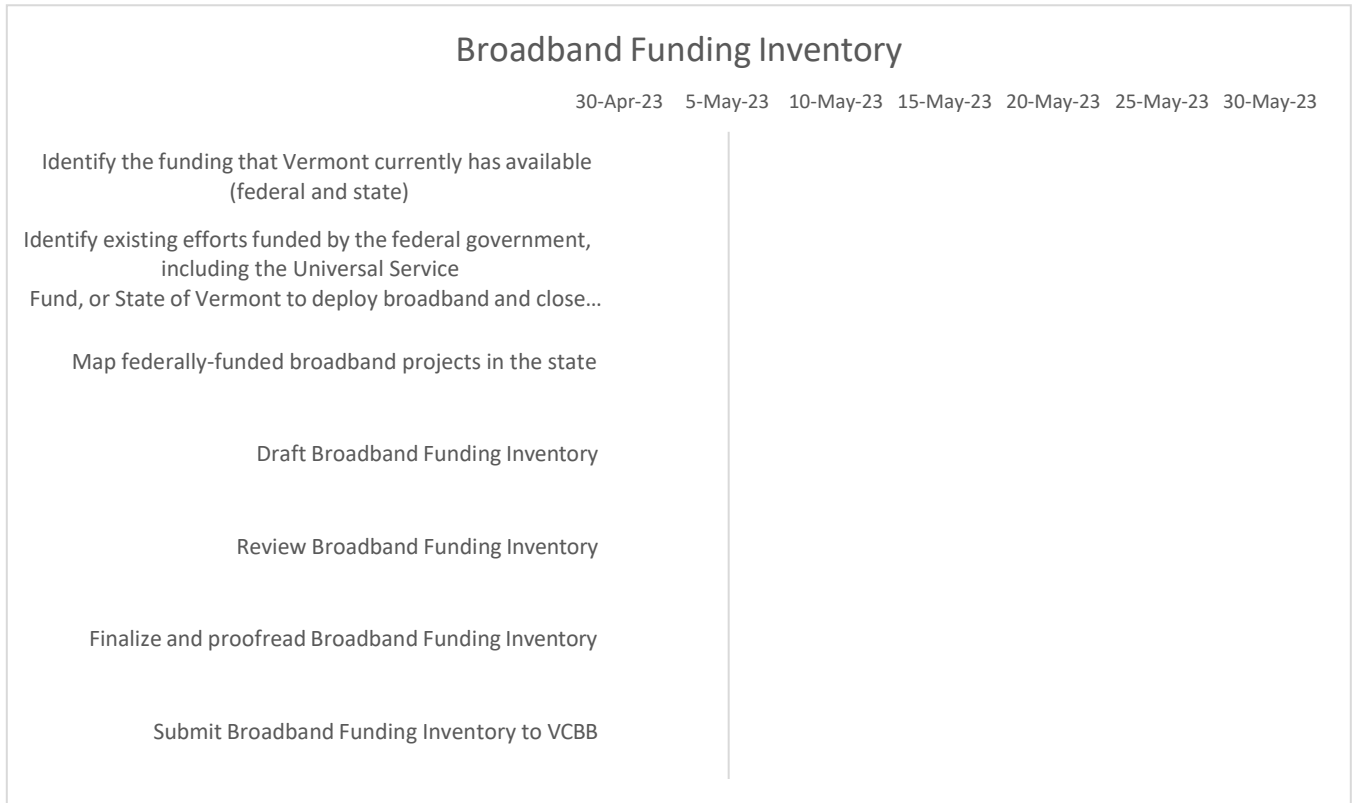 Broadband Funding Inventory
30-Apr-23 5-May-23 10-May-23 15-May-23 20-May-23 25-May-23 30-May-23
Identify the funding that Vermont currently has available
(federal and state)
Identify existing efforts funded by the federal government,
including the Universal Service
Fund, or State of Vermont to deploy broadband and close…
Map federally-funded broadband projects in the state
Draft Broadband Funding Inventory
Review Broadband Funding Inventory
Finalize and proofread Broadband Funding Inventory
Submit Broadband Funding Inventory to VCBB